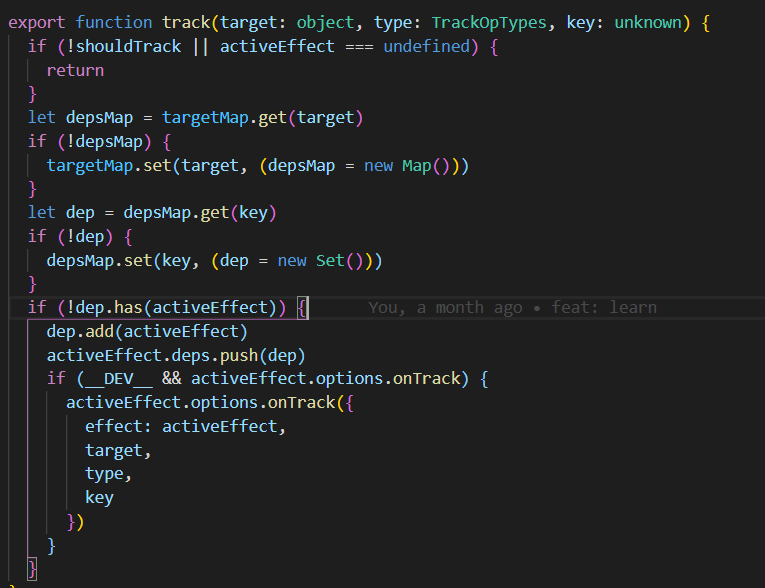 export function track(target: object, type: TrackOpTypes, key: unknown) {
  if (!shouldTrack || activeEffect === undefined) {
    return
  }
  let depsMap = targetMap.get(target)
  if (!depsMap) {
    targetMap.set(target, (depsMap = new Map()))
  }
  let dep = depsMap.get(key)
  if (!dep) {
    depsMap.set(key, (dep = new Set()))
  }
  if (!dep.has(activeEffect)) {        You, a month ago • feat: learn
    dep.add(activeEffect)
    activeEffect.deps.push(dep)
    if (__DEV__ && activeEffect.options.onTrack) {
      activeEffect.options.onTrack({
        effect: activeEffect,
        target,
        type,
        key
      })
    }
  }